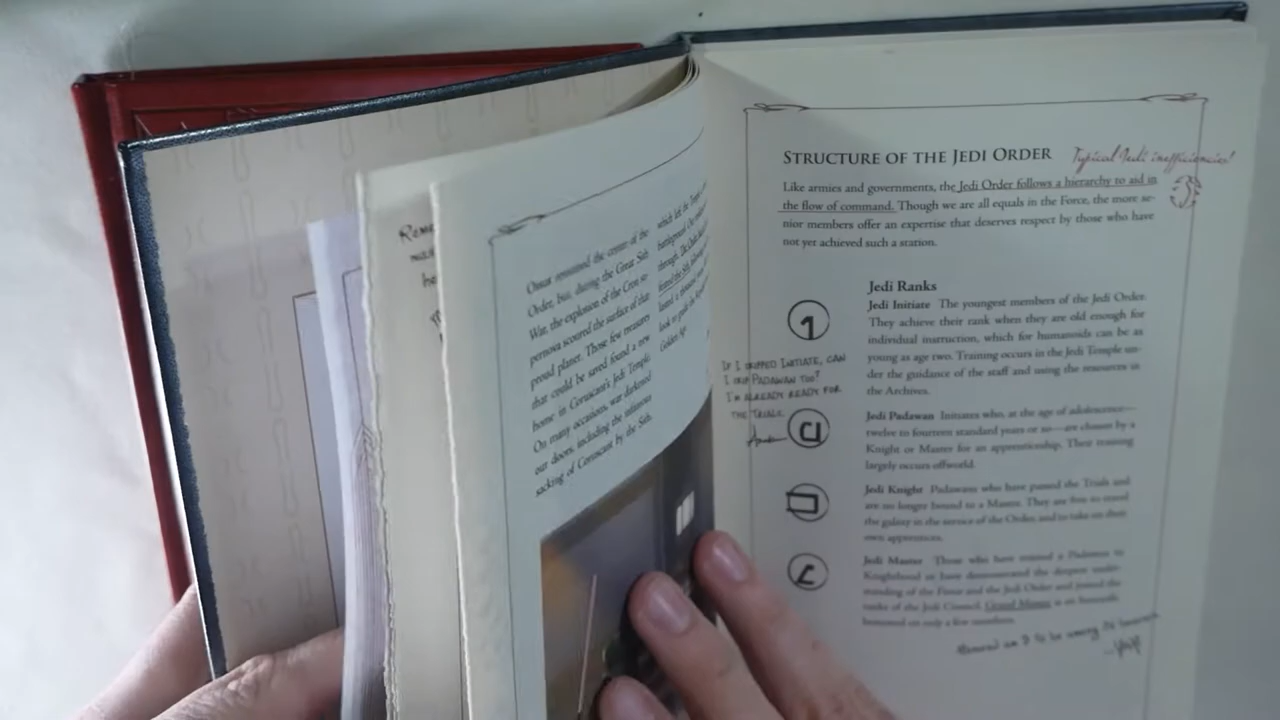 Order, but, during the Great Sith
War, the explosion of the Cron su-
pernova scoured the surface of that
proud planet. Those few treasures
that could be saved found a new
home in Coruscant's Jedi Temple.
On many occasions, war darkened
our doors, including the infamous
sacking of Coruscant by the Sith.
Golden Age.
STRUCTURE OF THE JEDI ORDER
Typical Jedi inefficiencies!
Like armies and governments, the Jedi Order follows a hierarchy to aid in
the flow of command. Though we are all equals in the Force, the more se-
nior members offer an expertise that deserves respect by those who have
not yet achieved such a station.
Jedi Ranks
Jedi Initiate The youngest members of the Jedi Order.
They achieve their rank when they are old enough for
individual instruction, which for humanoids can be as
young as age two. Training occurs in the Jedi Temple un-
der the guidance of the staff and using the resources in
the Archives.
IF I SKIPPED INITIATE, CAN
I SKIP PADAWAN TOO?
I'M ALREADY READY FOR
THE TRIALS.
Jedi Padawan Initiates who, at the age of adolescence—
twelve to fourteen standard years or so—are chosen by a
Knight or Master for an apprenticeship. Their training
largely occurs offworld.
Jedi Knight Padawans who have passed the Trials and
are no longer bound to a Master. They are free to travel
the galaxy in the service of the Order, and to take on their
own apprentices.
Jedi Master Those who have trained a Padawan to
Knighthood or have demonstrated the deepest under-
standing of the Force and the Jedi Order and joined the
ranks of the Jedi Council. Grand Master is an honorific
bestowed on only a few members.